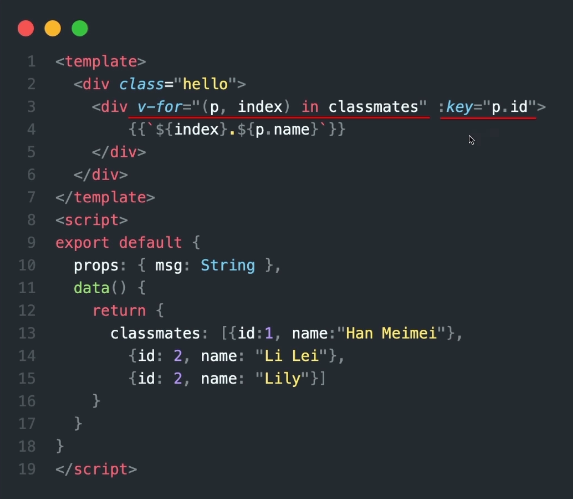 1 <template>
2 <div class="hello">
3 <div v-for="(p, index) in classmates" :key="p.id">
4 {{`${index}.${p.name}`}}
5 </div>
6 </div>
7 </template>
8 <script>
9 export default {
10 props: { msg: String },
11 data() {
12 return {
13 classmates: [{id:1, name:"Han Meimei"},
14 {id: 2, name: "Li Lei"},
15 {id: 2, name: "Lily"}]
16 }
17 }
18 }
19 </script>